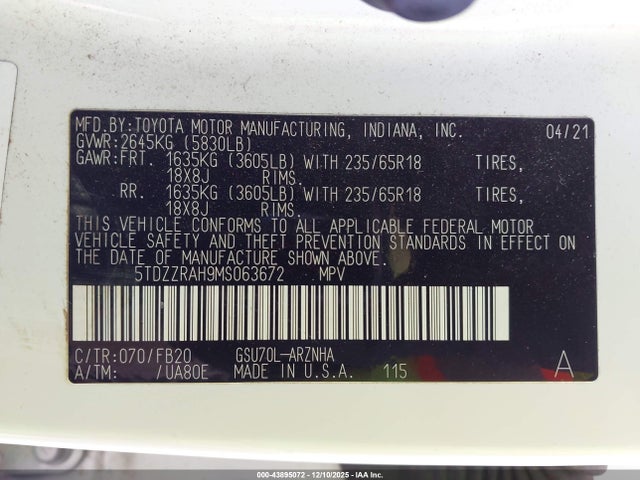 MFD.BY:TOYOTA MOTOR MANUFACTURING, INDIANA, INC. 04/21
GVWR:2645KG (5830LB)
GAWR:FRT. 1635KG (3605LB) WITH 235/65R18 TIRES,
18X8J RIMS.
RR. 1635KG (3605LB) WITH 235/65R18 TIRES,
18X8J RIMS.
THIS VEHICLE CONFORMS TO ALL APPLICABLE FEDERAL MOTOR
VEHICLE SAFETY AND THEFT PREVENTION STANDARDS IN EFFECT ON
THE DATE OF MANUFACTURE SHOWN ABOVE.
5TDZZRAH9MS063672 MPV
C/TR:070/FB20 GSU70L-ARZNHA
A/TM: /UA80E MADE IN U.S.A. 115 A
000-43895072 - 12/10/2025 - IAA Inc.